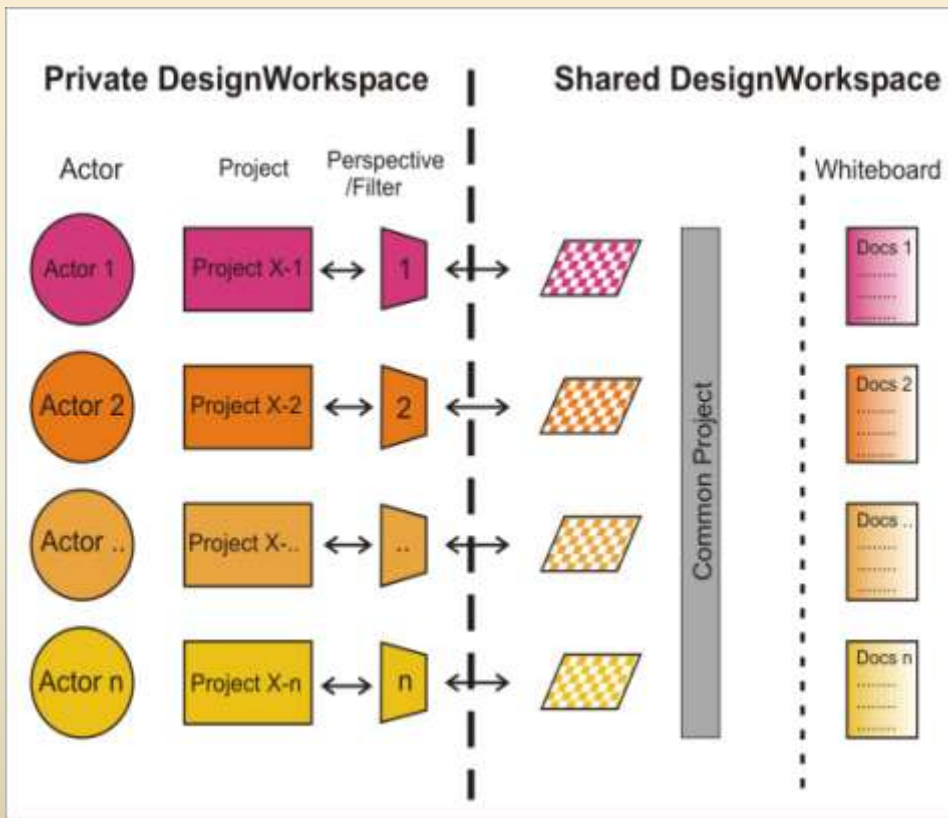 Private DesignWorkspace
Shared DesignWorkspace
Actor
Project
Perspective
/Filter
Whiteboard
Actor 1
Project X-1
1
Docs 1
........
........
........
Actor 2
Project X-2
2
Docs 2
........
........
........
Common Project
Actor ..
Project X-..
..
Docs ..
........
........
........
Actor n
Project X-n
n
Docs n
........
........
........